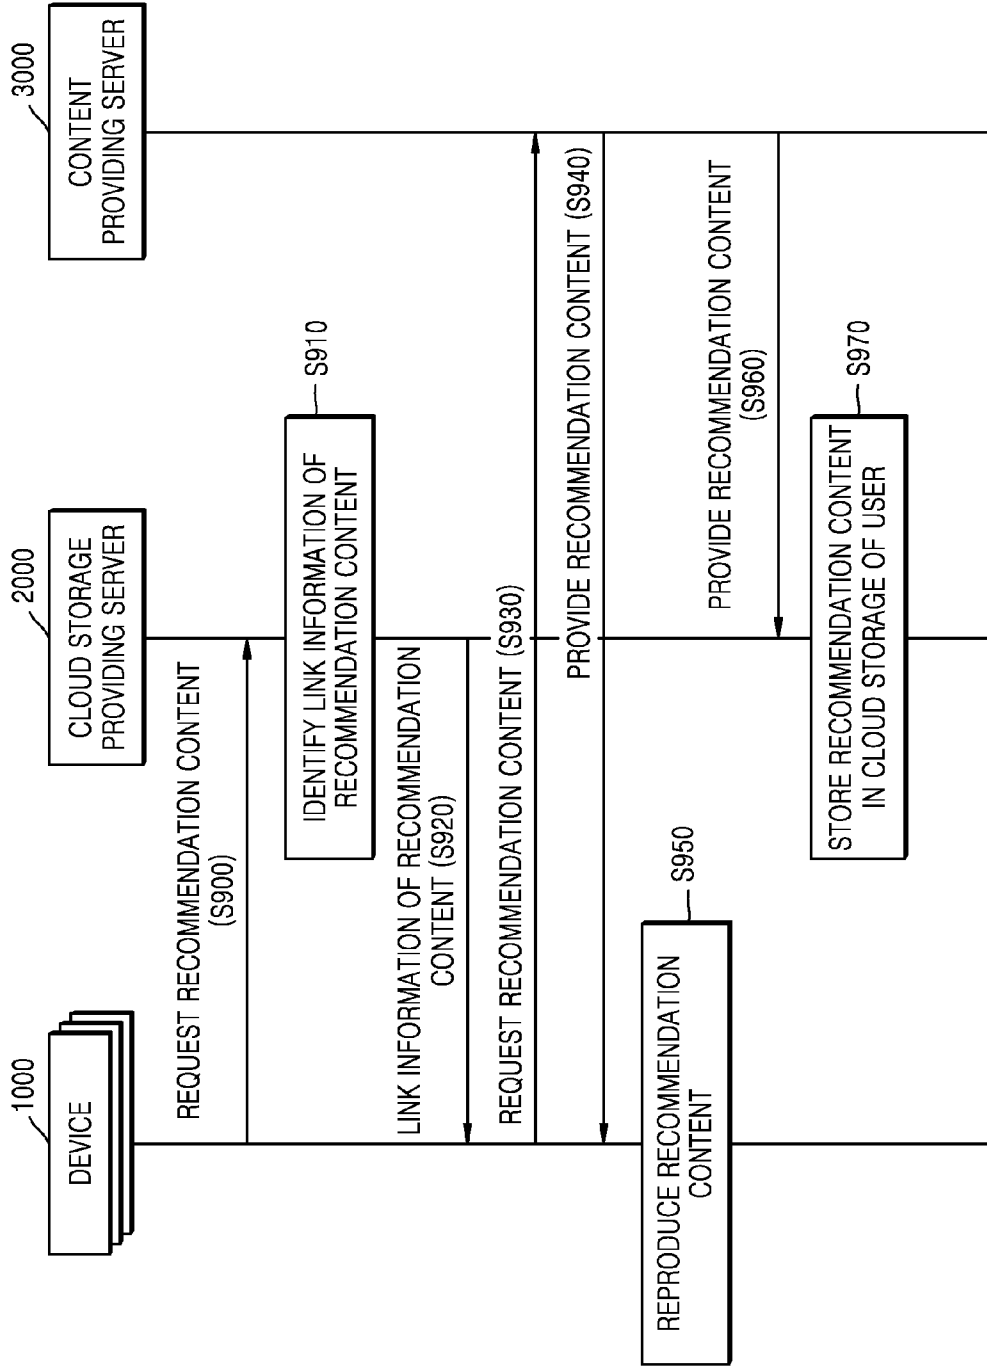 1000
DEVICE
2000
CLOUD STORAGE
PROVIDING SERVER
3000
CONTENT
PROVIDING SERVER
REQUEST RECOMMENDATION CONTENT
(S900)
IDENTIFY LINK INFORMATION OF
RECOMMENDATION CONTENT
S910
LINK INFORMATION OF RECOMMENDATION
CONTENT (S920)
REQUEST RECOMMENDATION CONTENT (S930)
PROVIDE RECOMMENDATION CONTENT (S940)
REPRODUCE RECOMMENDATION
CONTENT
S950
PROVIDE RECOMMENDATION CONTENT
(S960)
STORE RECOMMENDATION CONTENT
IN CLOUD STORAGE OF USER
S970